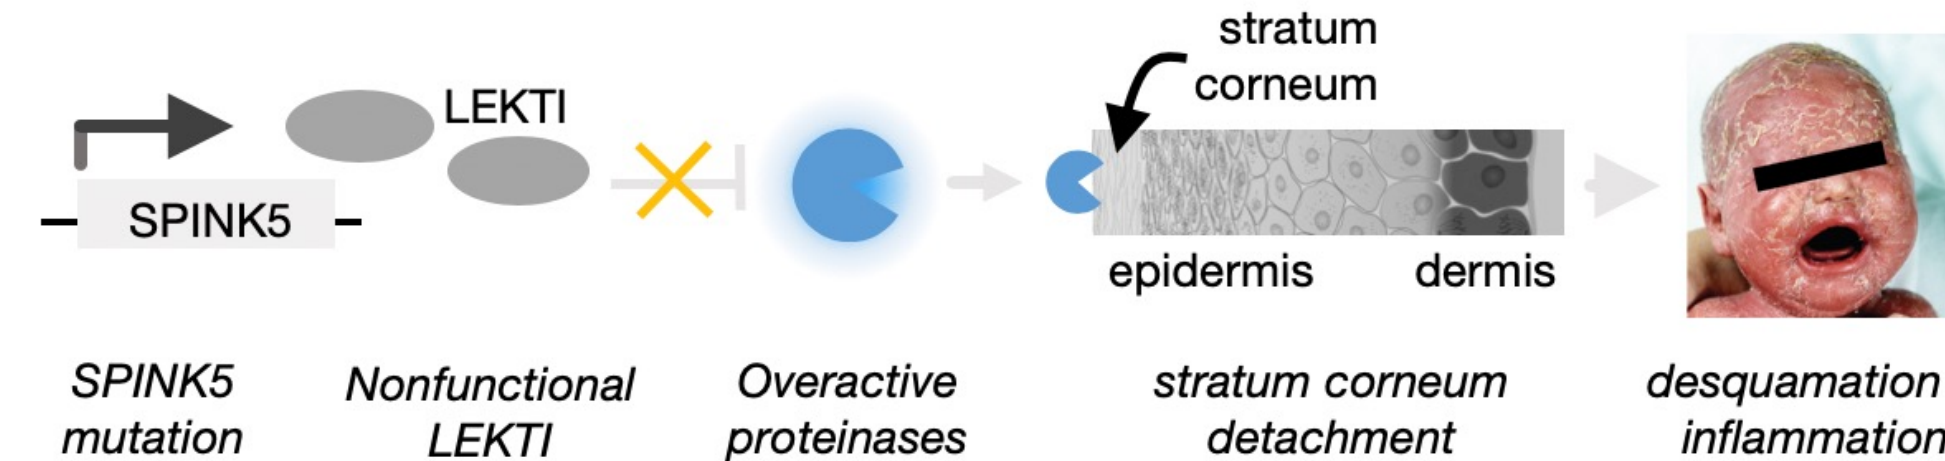 stratum
corneum
LEKTI
SPINK5
epidermis
dermis
SPINK5
mutation
Nonfunctional
LEKTI
Overactive
proteinases
stratum corneum
detachment
desquamation
inflammation